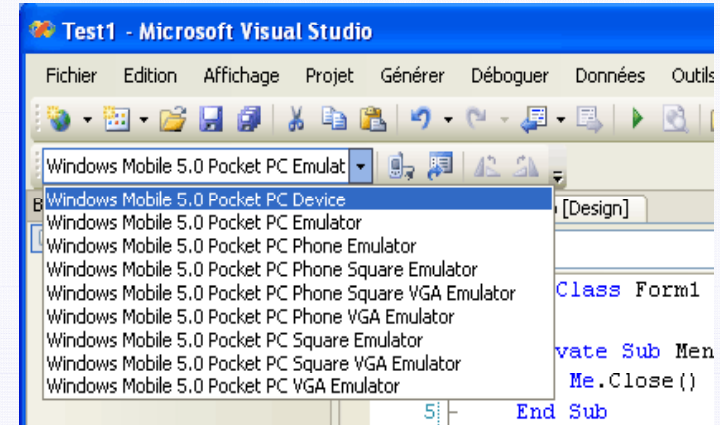 Test1 - Microsoft Visual Studio
Fichier Edition Affichage Projet Générer Déboguer Données Outils
Windows Mobile 5.0 Pocket PC Emulat
Windows Mobile 5.0 Pocket PC Device
[Design]
Windows Mobile 5.0 Pocket PC Emulator
Windows Mobile 5.0 Pocket PC Phone Emulator
Windows Mobile 5.0 Pocket PC Phone Square Emulator
Windows Mobile 5.0 Pocket PC Phone Square VGA Emulator
Class Form1
Windows Mobile 5.0 Pocket PC Phone VGA Emulator
Windows Mobile 5.0 Pocket PC Square Emulator
vate Sub Men
Windows Mobile 5.0 Pocket PC Square VGA Emulator
Windows Mobile 5.0 Pocket PC VGA Emulator
Me.Close()
5 End Sub